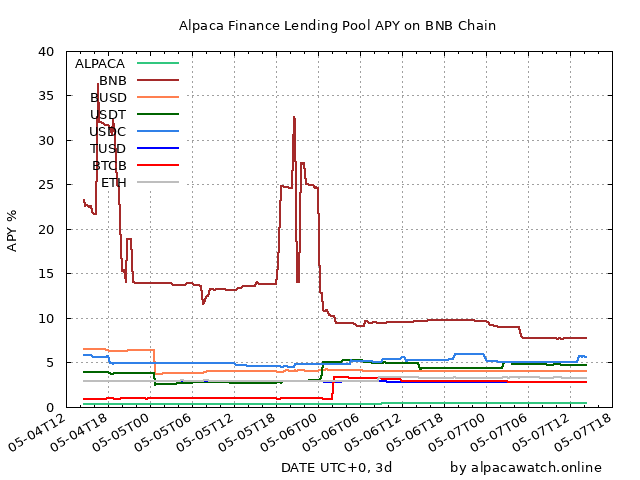 Alpaca Finance Lending Pool APY on BNB Chain
APY %
40
35
30
25
20
15
10
5
0
ALPACA
BNB
BUSD
USDT
USDC
TUSD
BTCB
ETH
05-04T12
05-04T18
05-05T00
05-05T06
05-05T12
05-05T18
05-06T00
05-06T06
05-06T12
05-06T18
05-07T00
05-07T06
05-07T12
05-07T18
DATE UTC+0, 3d
by alpacawatch.online